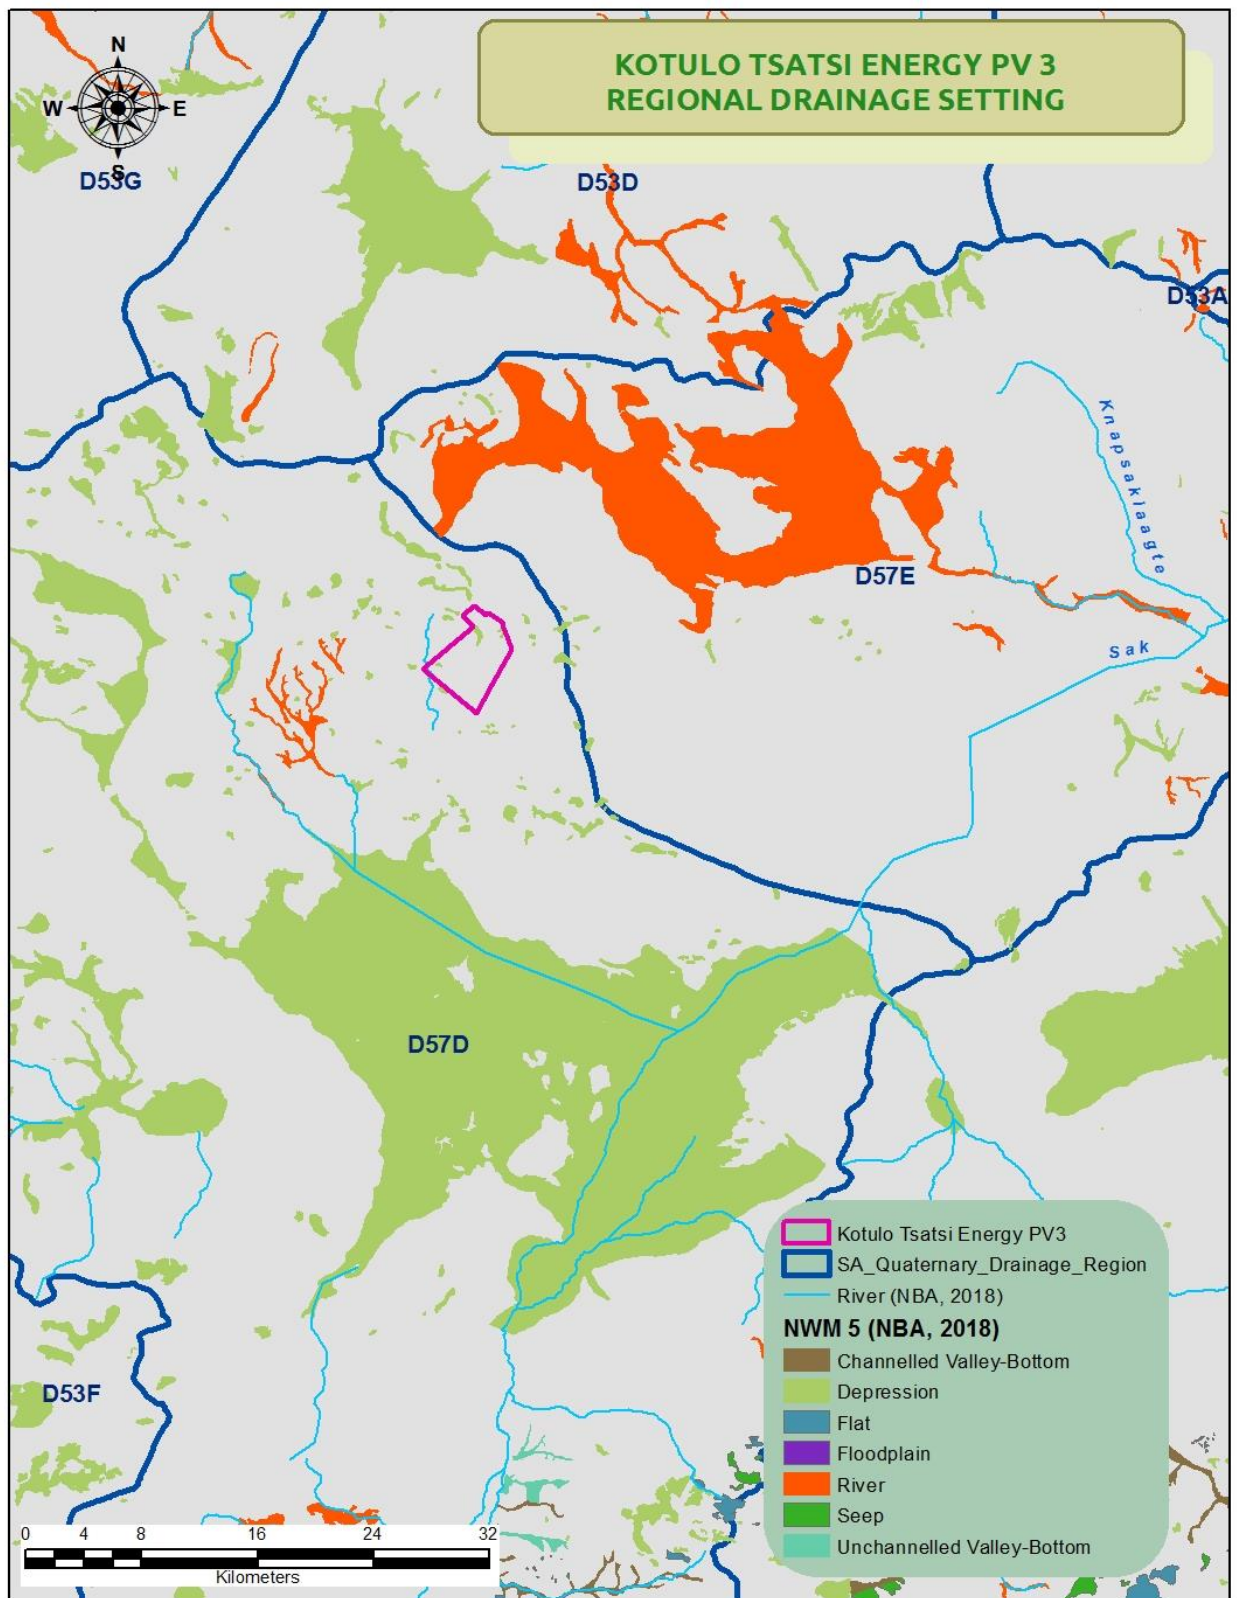 KOTULO TSATSI ENERGY PV 3
REGIONAL DRAINAGE SETTING
N
W
E
S
D53G
D53D
D53A
Knapsaklaagte
D57E
Sak
D57D
D53F
Kotulo Tsatsi Energy PV3
SA_Quaternary_Drainage_Region
River (NBA, 2018)
NWM 5 (NBA, 2018)
Channelled Valley-Bottom
Depression
Flat
Floodplain
River
Seep
Unchannelled Valley-Bottom
0 4 8 16 24 32
Kilometers